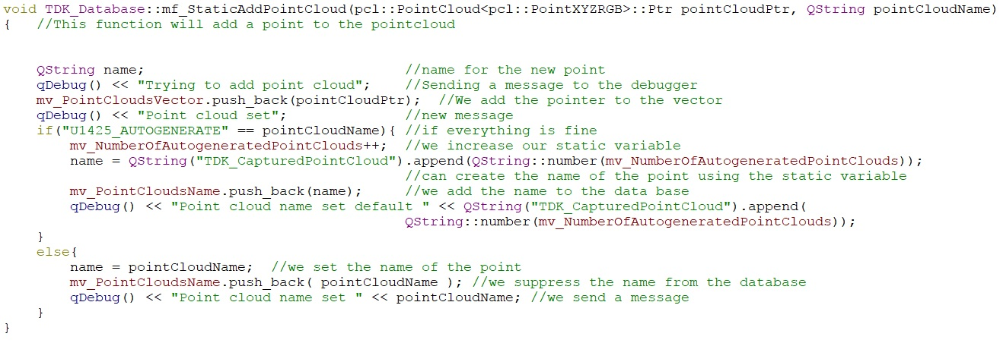 void TDK_Database::mf_StaticAddPointCloud(pcl::PointCloud<pcl::PointXYZRGB>::Ptr pointCloudPtr, QString pointCloudName)
{   //This function will add a point to the pointcloud
    QString name;                               //name for the new point
    qDebug() << "Trying to add point cloud";    //Sending a message to the debugger
    mv_PointCloudsVector.push_back(pointCloudPtr);  //We add the pointer to the vector
    qDebug() << "Point cloud set";              //new message
    if("U1425_AUTOGENERATE" == pointCloudName){ //if everything is fine
        mv_NumberOfAutogeneratedPointClouds++;  //we increase our static variable
        name = QString("TDK_CapturedPointCloud").append(QString::number(mv_NumberOfAutogeneratedPointClouds));
                                                //can create the name of the point using the static variable
        mv_PointCloudsName.push_back(name);     //we add the name to the data base
        qDebug() << "Point cloud name set default " << QString("TDK_CapturedPointCloud").append(
                                                QString::number(mv_NumberOfAutogeneratedPointClouds));
    }
    else{
        name = pointCloudName;  //we set the name of the point
        mv_PointCloudsName.push_back( pointCloudName ); //we suppress the name from the database
        qDebug() << "Point cloud name set " << pointCloudName; //we send a message
    }
}